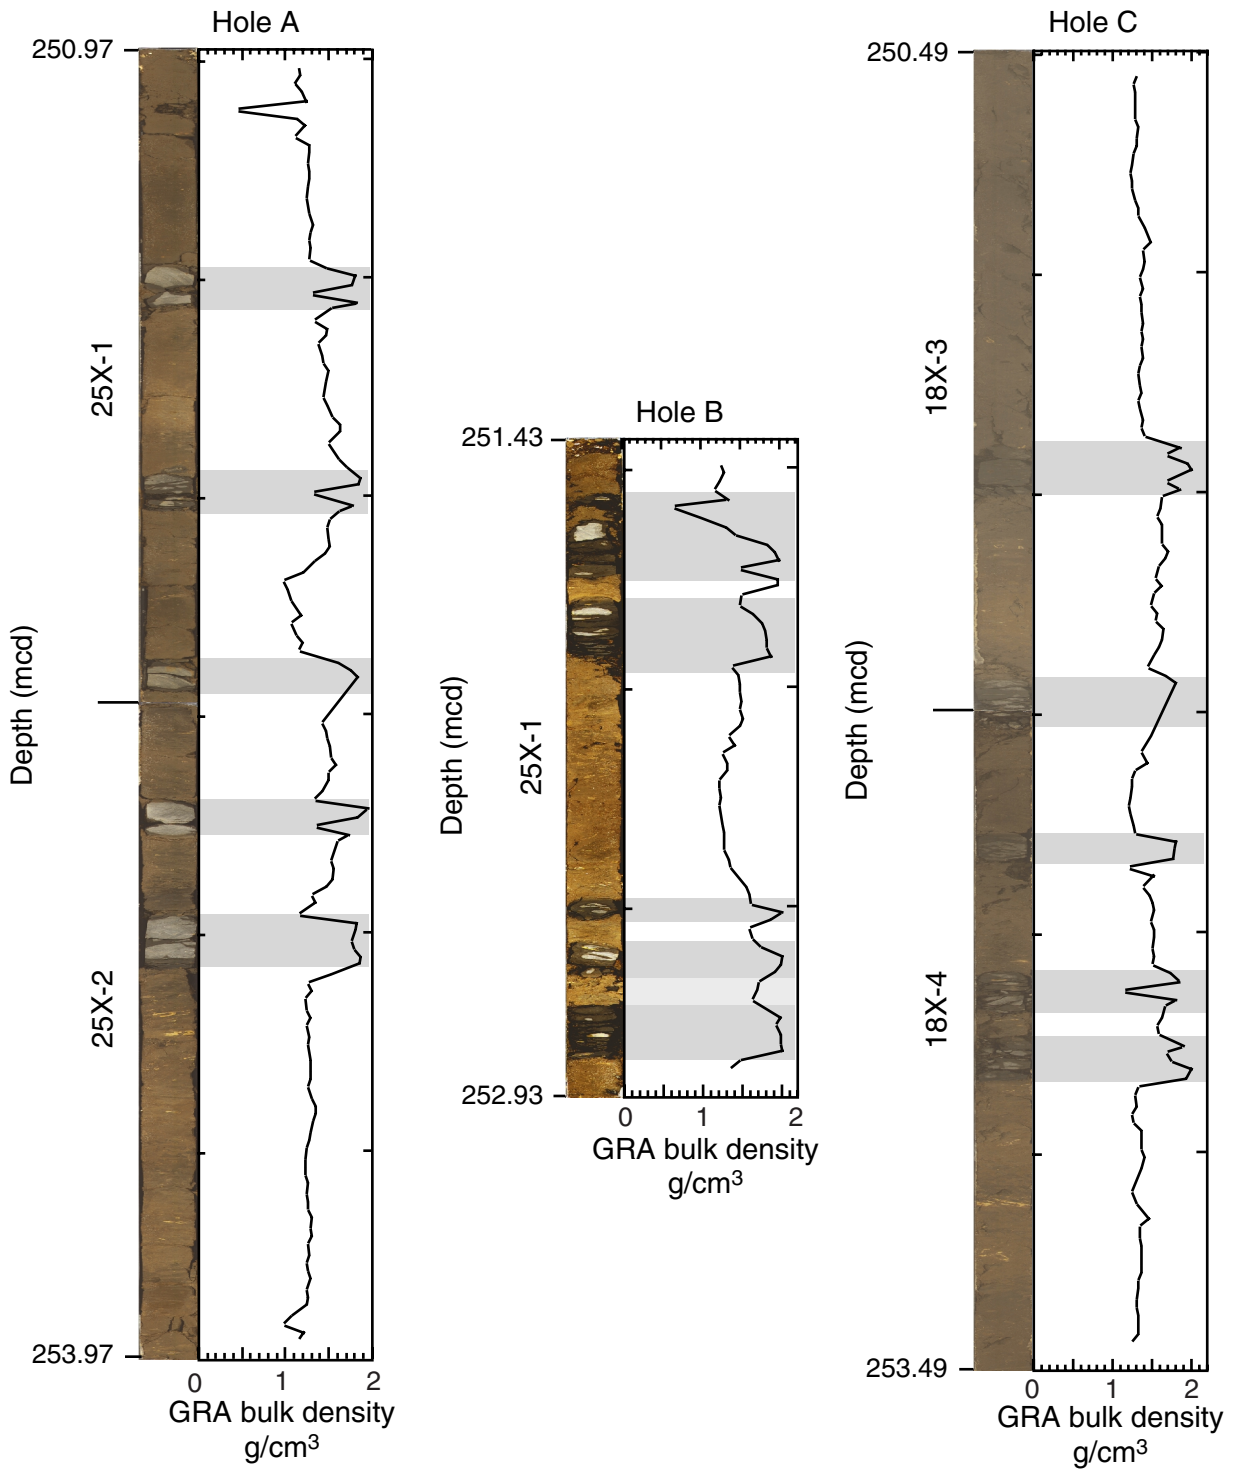 Hole A
250.97
25X-1
Depth (mcd)
25X-2
253.97
0 1 2
GRA bulk density
g/cm3
Hole B
251.43
Depth (mcd)
25X-1
252.93
0 1 2
GRA bulk density
g/cm3
Hole C
250.49
18X-3
Depth (mcd)
18X-4
253.49
0 1 2
GRA bulk density
g/cm3